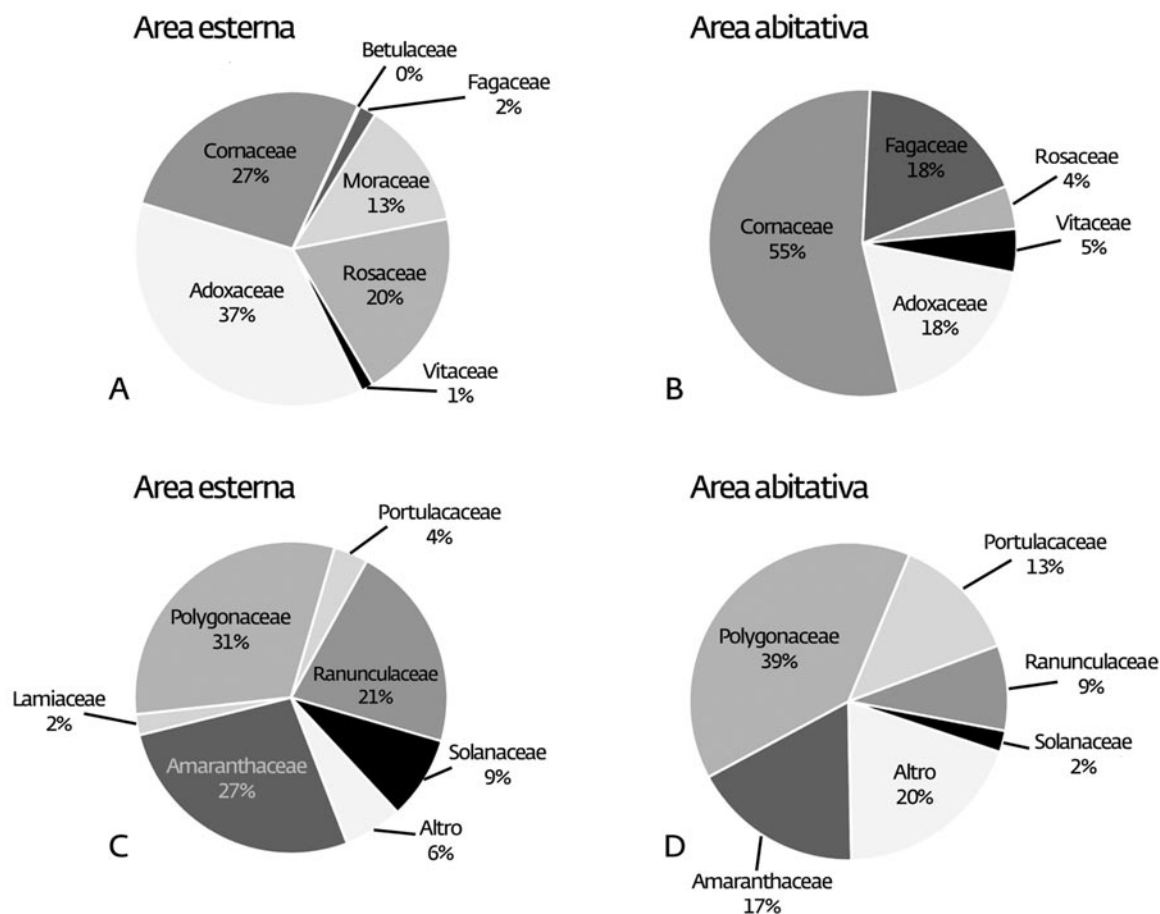 Area esterna
Betulaceae
0%
Fagaceae
2%
Cornaceae
27%
Moraceae
13%
Rosaceae
20%
Adoxaceae
37%
Vitaceae
1%
A
Area abitativa
Fagaceae
18%
Rosaceae
4%
Cornaceae
55%
Vitaceae
5%
Adoxaceae
18%
B
Area esterna
Portulacaceae
4%
Polygonaceae
31%
Ranunculaceae
21%
Lamiaceae
2%
Solanaceae
9%
Amaranthaceae
27%
Altro
6%
C
Area abitativa
Portulacaceae
13%
Polygonaceae
39%
Ranunculaceae
9%
Solanaceae
2%
Altro
20%
D
Amaranthaceae
17%